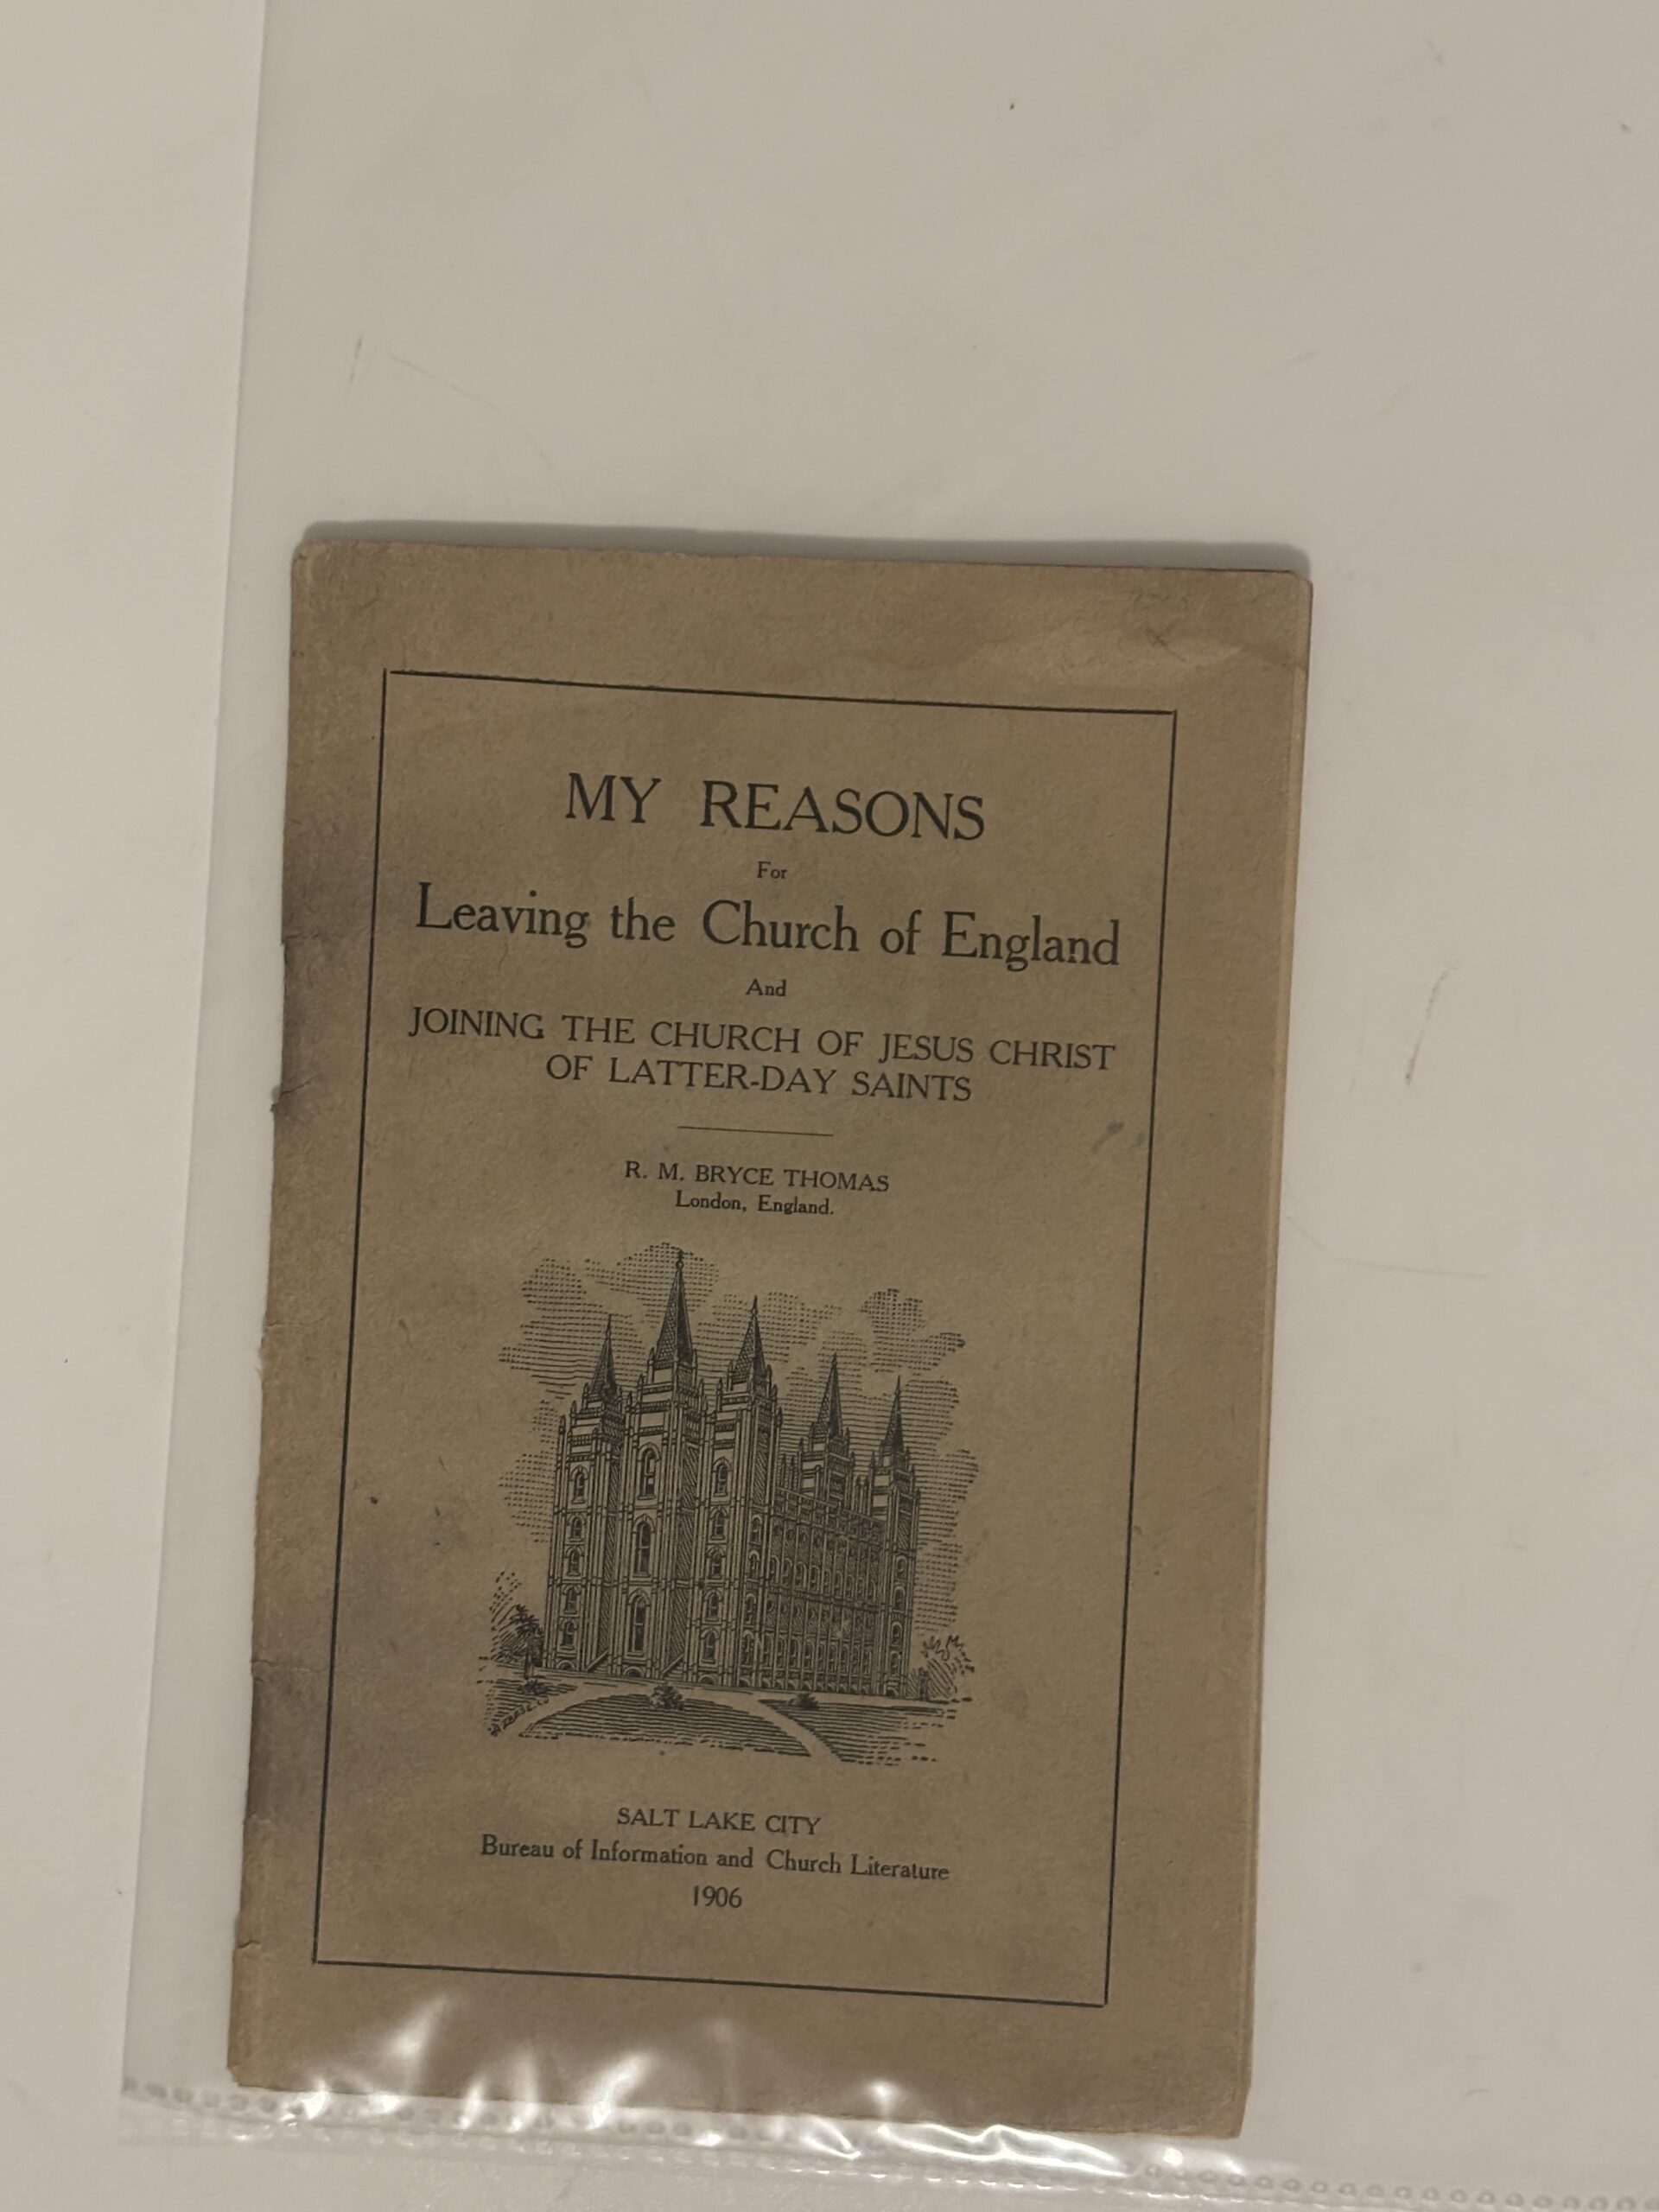 MY REASONS
For
Leaving the Church of England
And
JOINING THE CHURCH OF JESUS CHRIST
OF LATTER-DAY SAINTS
R. M. BRYCE THOMAS
London, England.
SALT LAKE CITY
Bureau of Information and Church Literature
1906